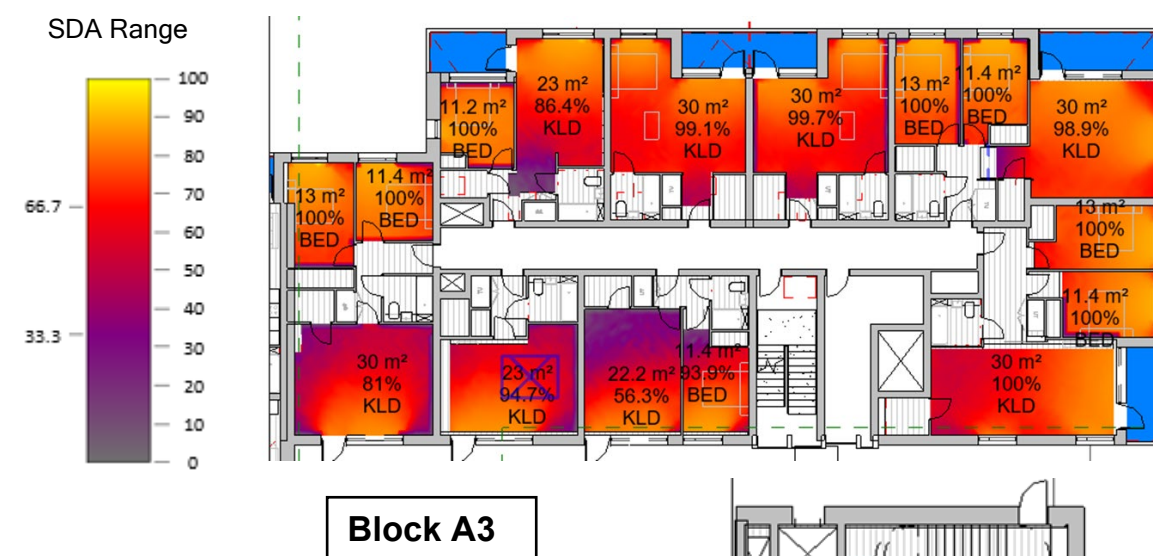 SDA Range
100
90
80
70
66.7
60
50
40
33.3
30
20
10
0
11.2 m²
100%
BED
23 m²
86.4%
KLD
30 m²
99.1%
KLD
30 m²
99.7%
KLD
13 m²
100%
BED
11.4 m²
100%
BED
30 m²
98.9%
KLD
13 m²
100%
BED
11.4 m²
100%
BED
13 m²
100%
BED
11.4 m²
100%
BED
30 m²
81%
KLD
23 m²
94.7%
KLD
22.2 m²
56.3%
KLD
11.4 m²
93.9%
BED
30 m²
100%
KLD
Block A3